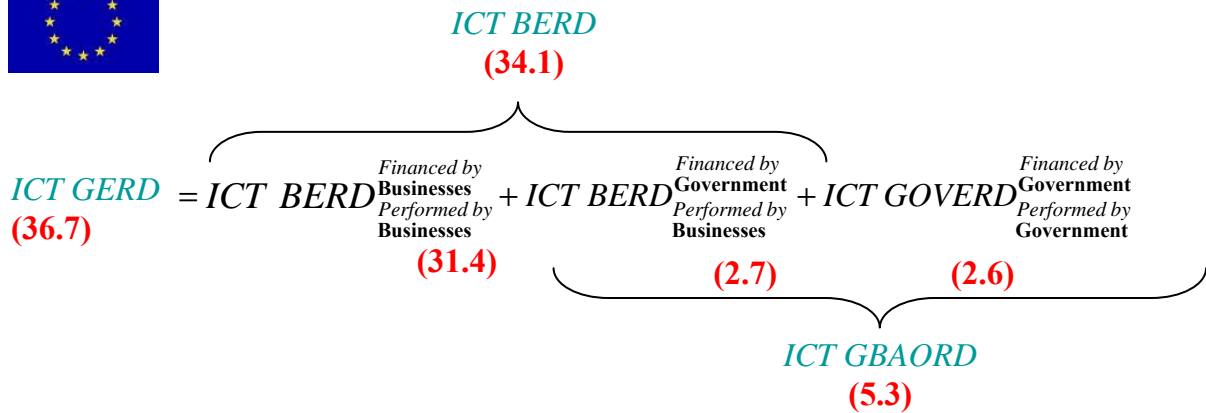 ICT BERD
(34.1)
ICT GERD = ICT BERD Financed by Businesses Performed by Businesses + ICT BERD Financed by Government Performed by Businesses + ICT GOVERD Financed by Government Performed by Government
(36.7) (31.4) (2.7) (2.6)
ICT GBAORD
(5.3)